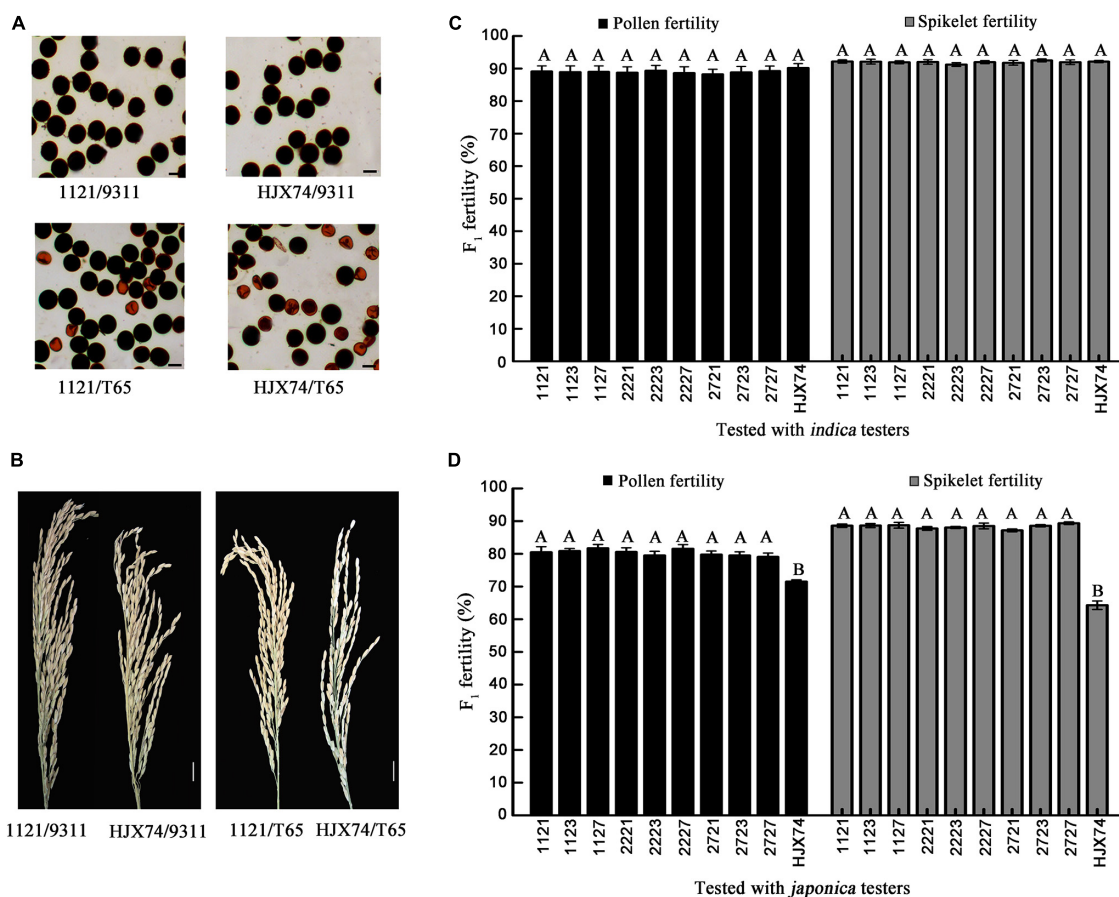 A
1121/9311
HJX74/9311
1121/T65
HJX74/T65
B
1121/9311
HJX74/9311
1121/T65
HJX74/T65
C
Pollen fertility
Spikelet fertility
F1 fertility (%)
100
90
80
70
60
50
40
30
20
10
0
A A A A A A A A A A
A A A A A A A A A A
1121 1123 1127 2221 2223 2227 2721 2723 2727 HJX74
1121 1123 1127 2221 2223 2227 2721 2723 2727 HJX74
Tested with indica testers
D
Pollen fertility
Spikelet fertility
F1 fertility (%)
100
90
80
70
60
50
40
30
20
10
0
A A A A A A A A A B
A A A A A A A A A B
1121 1123 1127 2221 2223 2227 2721 2723 2727 HJX74
1121 1123 1127 2221 2223 2227 2721 2723 2727 HJX74
Tested with japonica testers